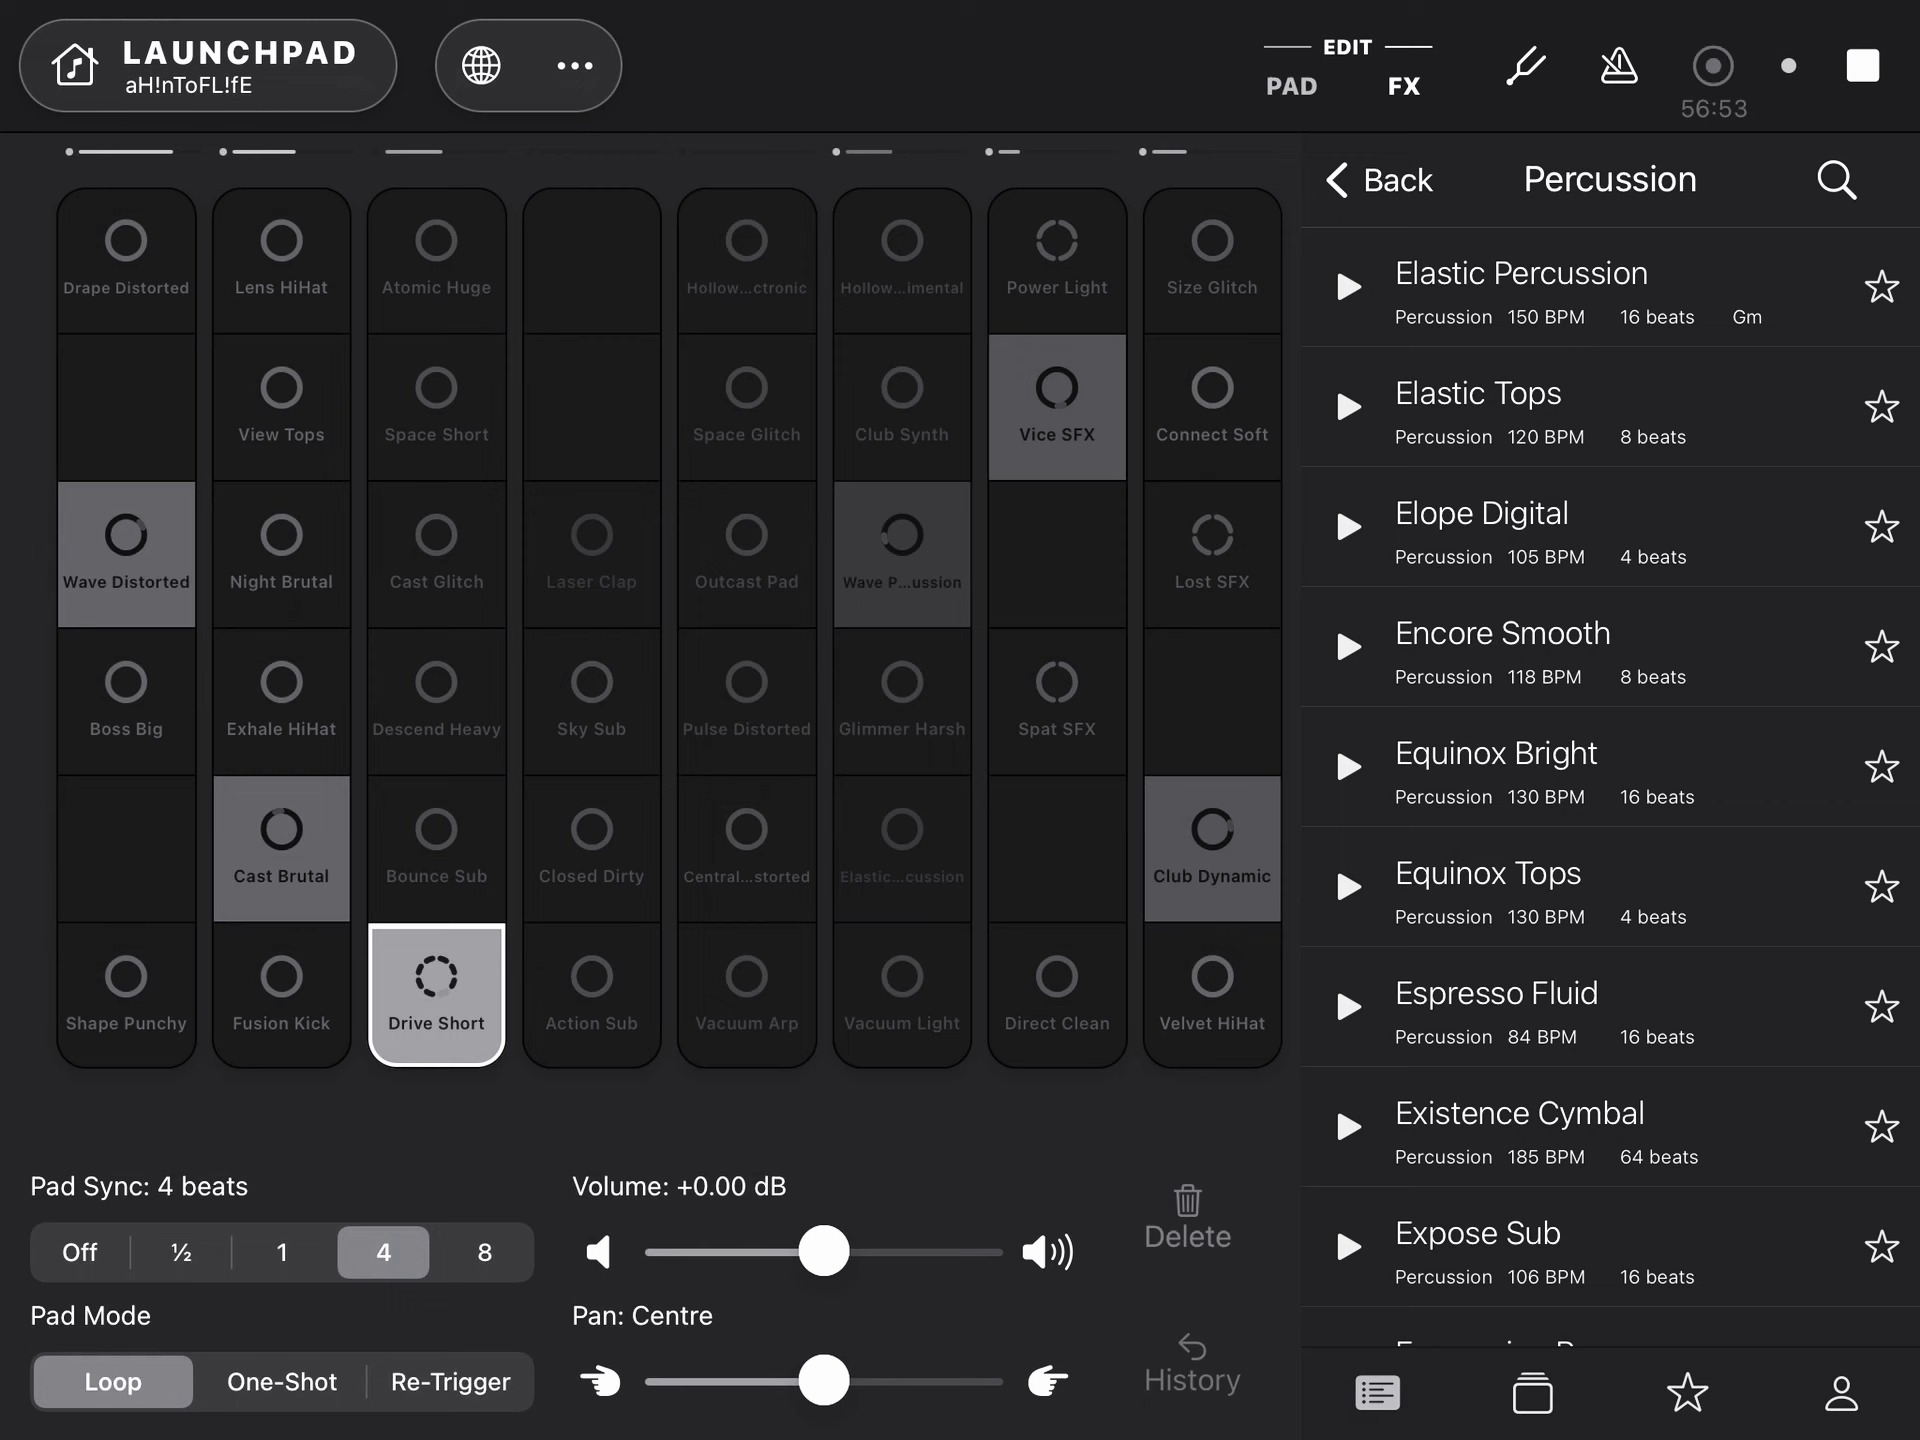 LAUNCHPAD
aH!nToFL!fE
EDIT
PAD FX
56:53
Drape Distorted Lens HiHat Atomic Huge Hollow...ctronic Hollow...imental Power Light Size Glitch
View Tops Space Short Space Glitch Club Synth Vice SFX Connect Soft
Wave Distorted Night Brutal Cast Glitch Laser Clap Outcast Pad Wave P...ussion Lost SFX
Boss Big Exhale HiHat Descend Heavy Sky Sub Pulse Distorted Glimmer Harsh Spat SFX
Cast Brutal Bounce Sub Closed Dirty Central...storted Elastic...cussion Club Dynamic
Shape Punchy Fusion Kick Drive Short Action Sub Vacuum Arp Vacuum Light Direct Clean Velvet HiHat
Pad Sync: 4 beats
Off ½ 1 4 8
Pad Mode
Loop One-Shot Re-Trigger
Volume: +0.00 dB
Pan: Centre
Delete
History
Back Percussion
Elastic Percussion
Percussion 150 BPM 16 beats Gm
Elastic Tops
Percussion 120 BPM 8 beats
Elope Digital
Percussion 105 BPM 4 beats
Encore Smooth
Percussion 118 BPM 8 beats
Equinox Bright
Percussion 130 BPM 16 beats
Equinox Tops
Percussion 130 BPM 4 beats
Espresso Fluid
Percussion 84 BPM 16 beats
Existence Cymbal
Percussion 185 BPM 64 beats
Expose Sub
Percussion 106 BPM 16 beats